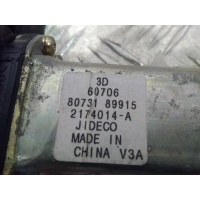 3D
60706
80731 89915
2174014-A
JIDECO
MADE IN
CHINA V3A